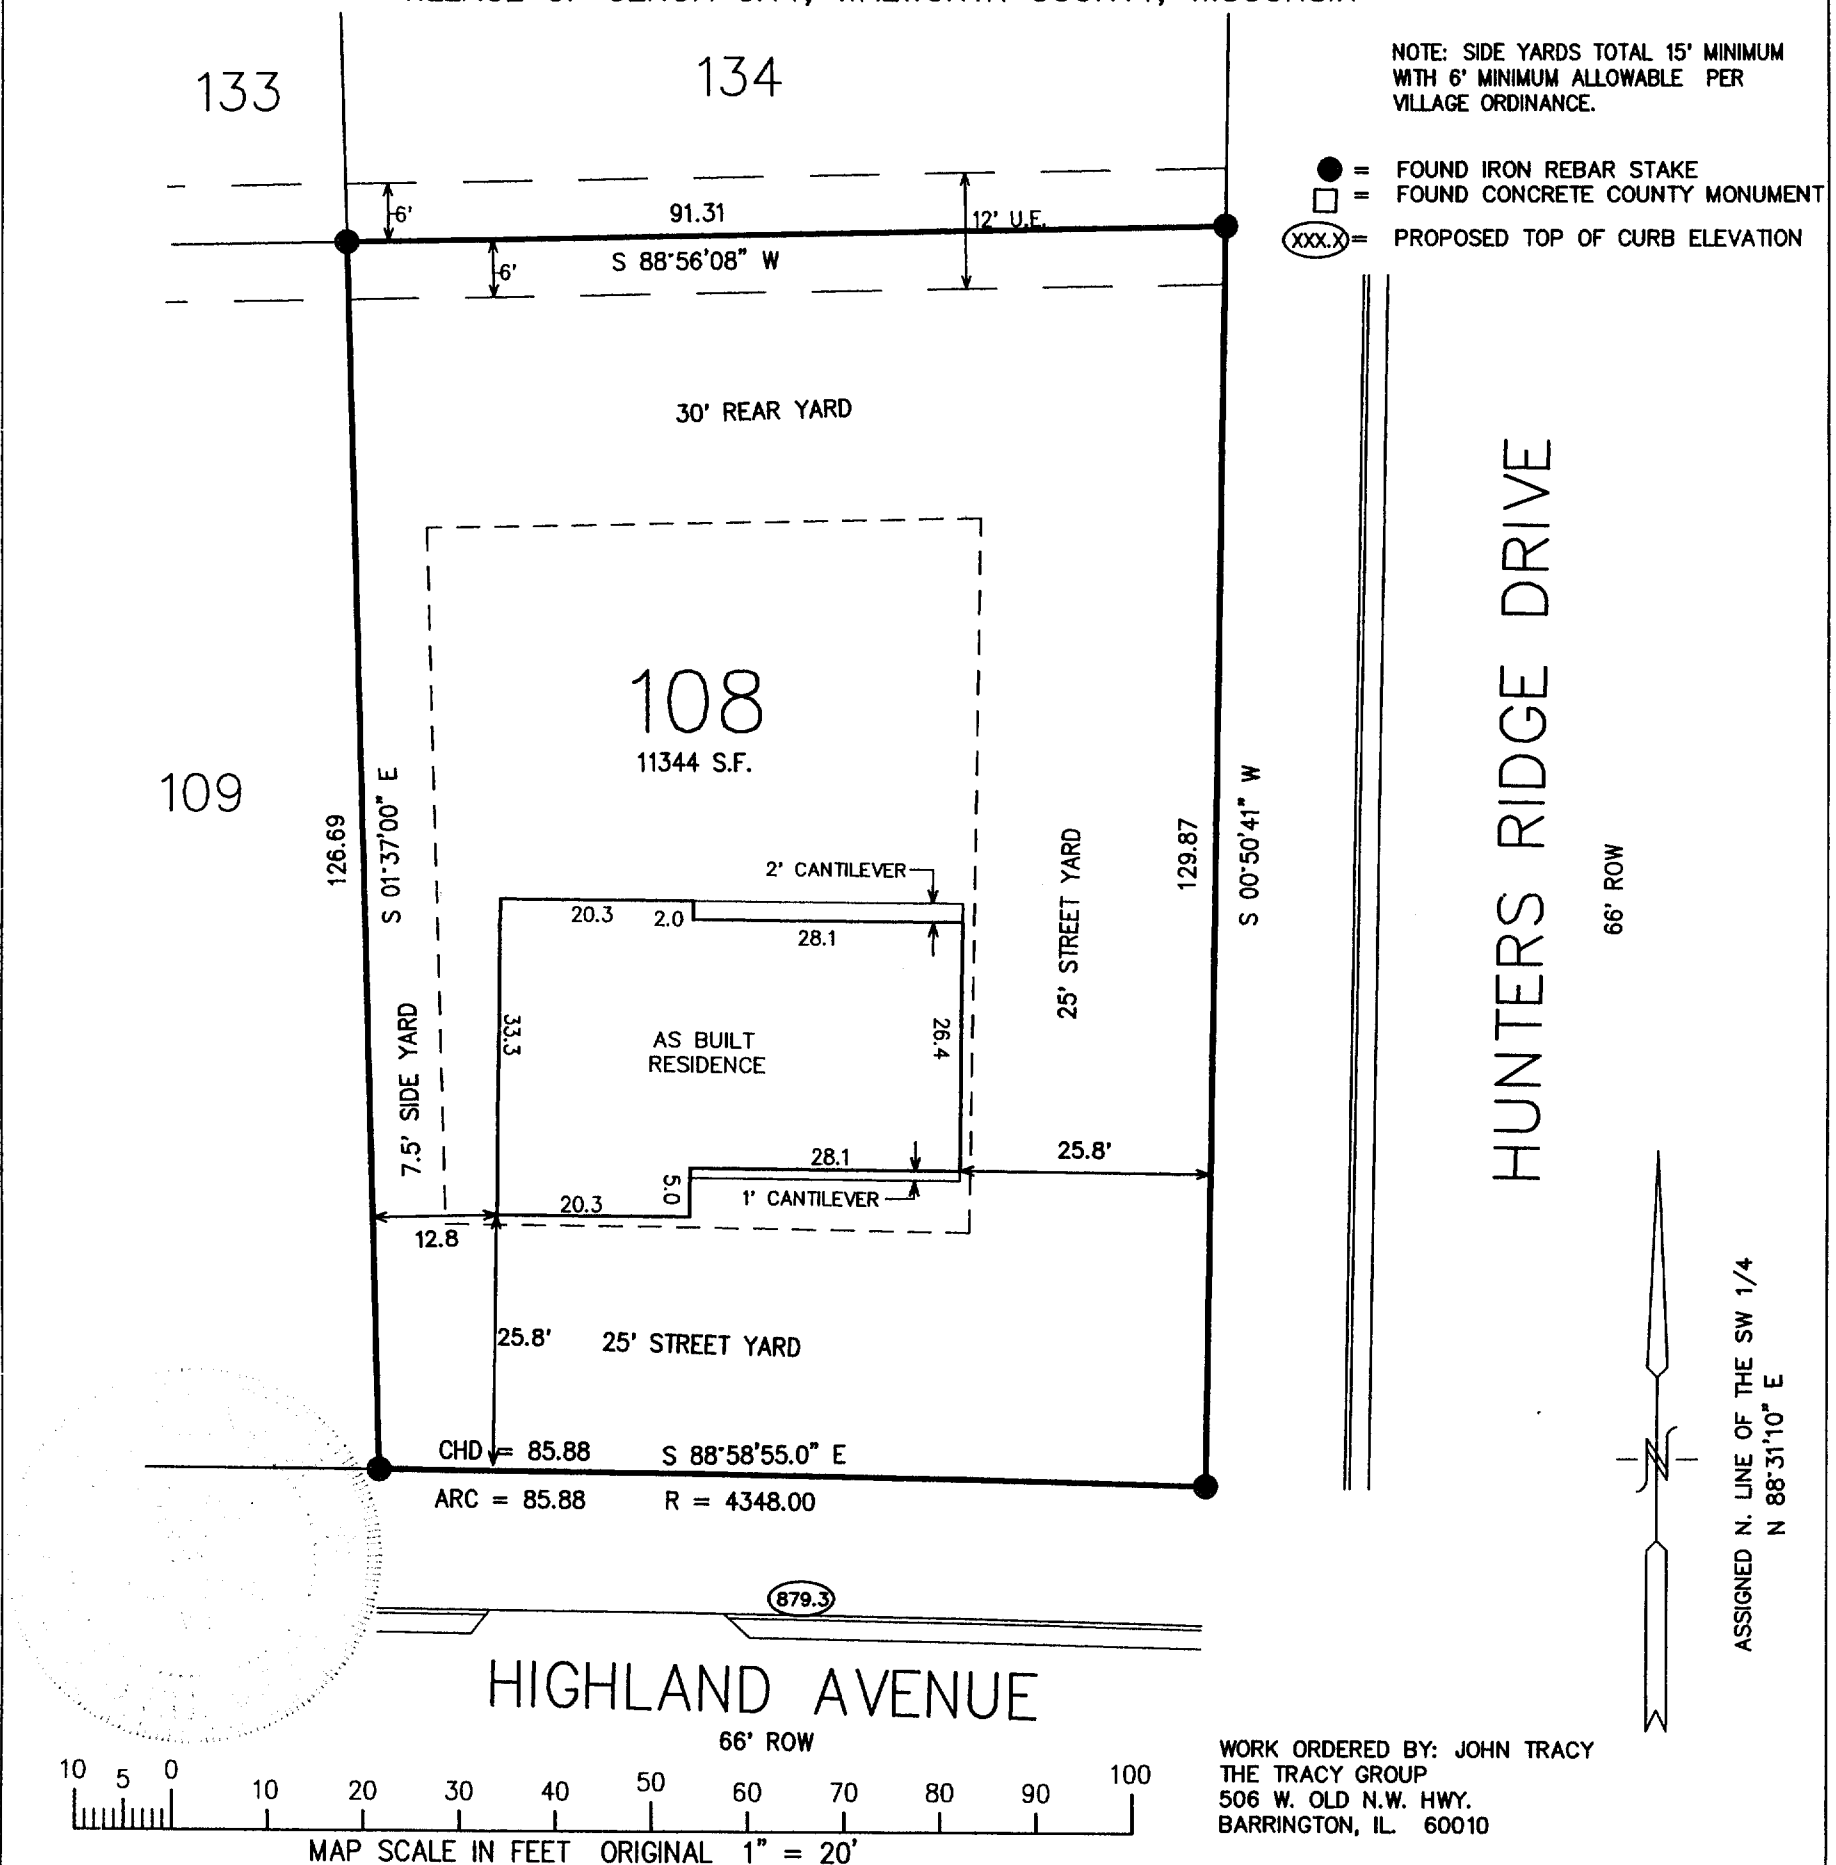 133
134
NOTE: SIDE YARDS TOTAL 15' MINIMUM
WITH 6' MINIMUM ALLOWABLE PER
VILLAGE ORDINANCE.
= FOUND IRON REBAR STAKE
= FOUND CONCRETE COUNTY MONUMENT
XXX.X = PROPOSED TOP OF CURB ELEVATION
6'
91.31
12' U.E.
S 88°56'08" W
6'
30' REAR YARD
108
11344 S.F.
109
126.69
S 01°37'00" E
7.5' SIDE YARD
2' CANTILEVER
20.3
2.0
28.1
33.3
AS BUILT
RESIDENCE
26.4
25' STREET YARD
129.87
S 00°50'41" W
HUNTERS RIDGE DRIVE
66' ROW
28.1
25.8'
5.0
1' CANTILEVER
20.3
12.8
25.8'
25' STREET YARD
CHD = 85.88 S 88°58'55.0" E
ARC = 85.88 R = 4348.00
879.3
HIGHLAND AVENUE
66' ROW
N
ASSIGNED N. LINE OF THE SW 1/4
N 88°31'10" E
10 5 0 10 20 30 40 50 60 70 80 90 100
MAP SCALE IN FEET ORIGINAL 1" = 20'
WORK ORDERED BY: JOHN TRACY
THE TRACY GROUP
506 W. OLD N.W. HWY.
BARRINGTON, IL. 60010